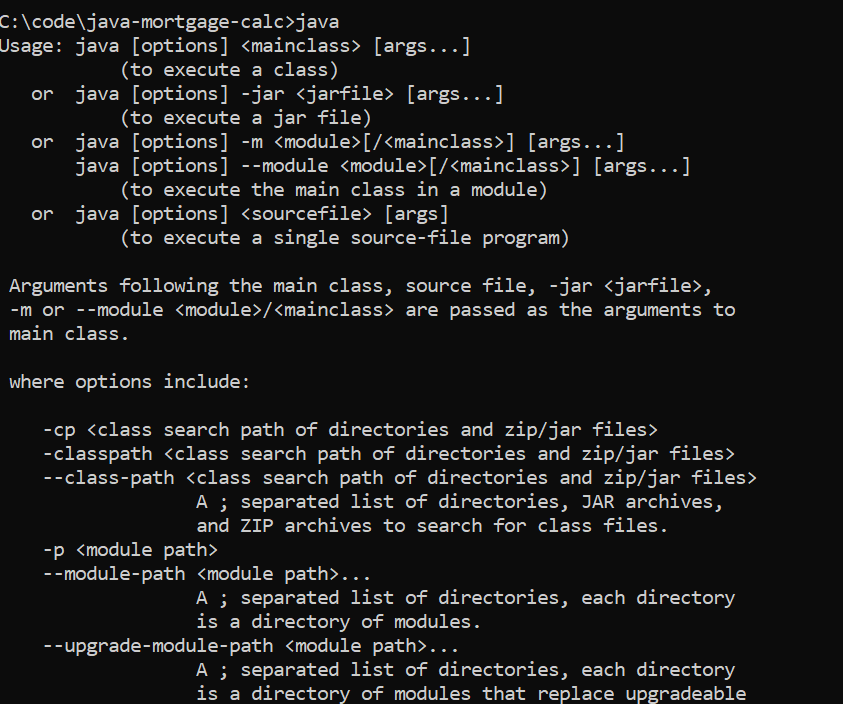 C:\code\java-mortgage-calc>java
Usage: java [options] <mainclass> [args...]
(to execute a class)
or java [options] -jar <jarfile> [args...]
(to execute a jar file)
or java [options] -m <module>[/<mainclass>] [args...]
java [options] --module <module>[/<mainclass>] [args...]
(to execute the main class in a module)
or java [options] <sourcefile> [args]
(to execute a single source-file program)
Arguments following the main class, source file, -jar <jarfile>,
-m or --module <module>/<mainclass> are passed as the arguments to
main class.
where options include:
-cp <class search path of directories and zip/jar files>
-classpath <class search path of directories and zip/jar files>
--class-path <class search path of directories and zip/jar files>
A ; separated list of directories, JAR archives,
and ZIP archives to search for class files.
-p <module path>
--module-path <module path>...
A ; separated list of directories, each directory
is a directory of modules.
--upgrade-module-path <module path>...
A ; separated list of directories, each directory
is a directory of modules that replace upgradeable